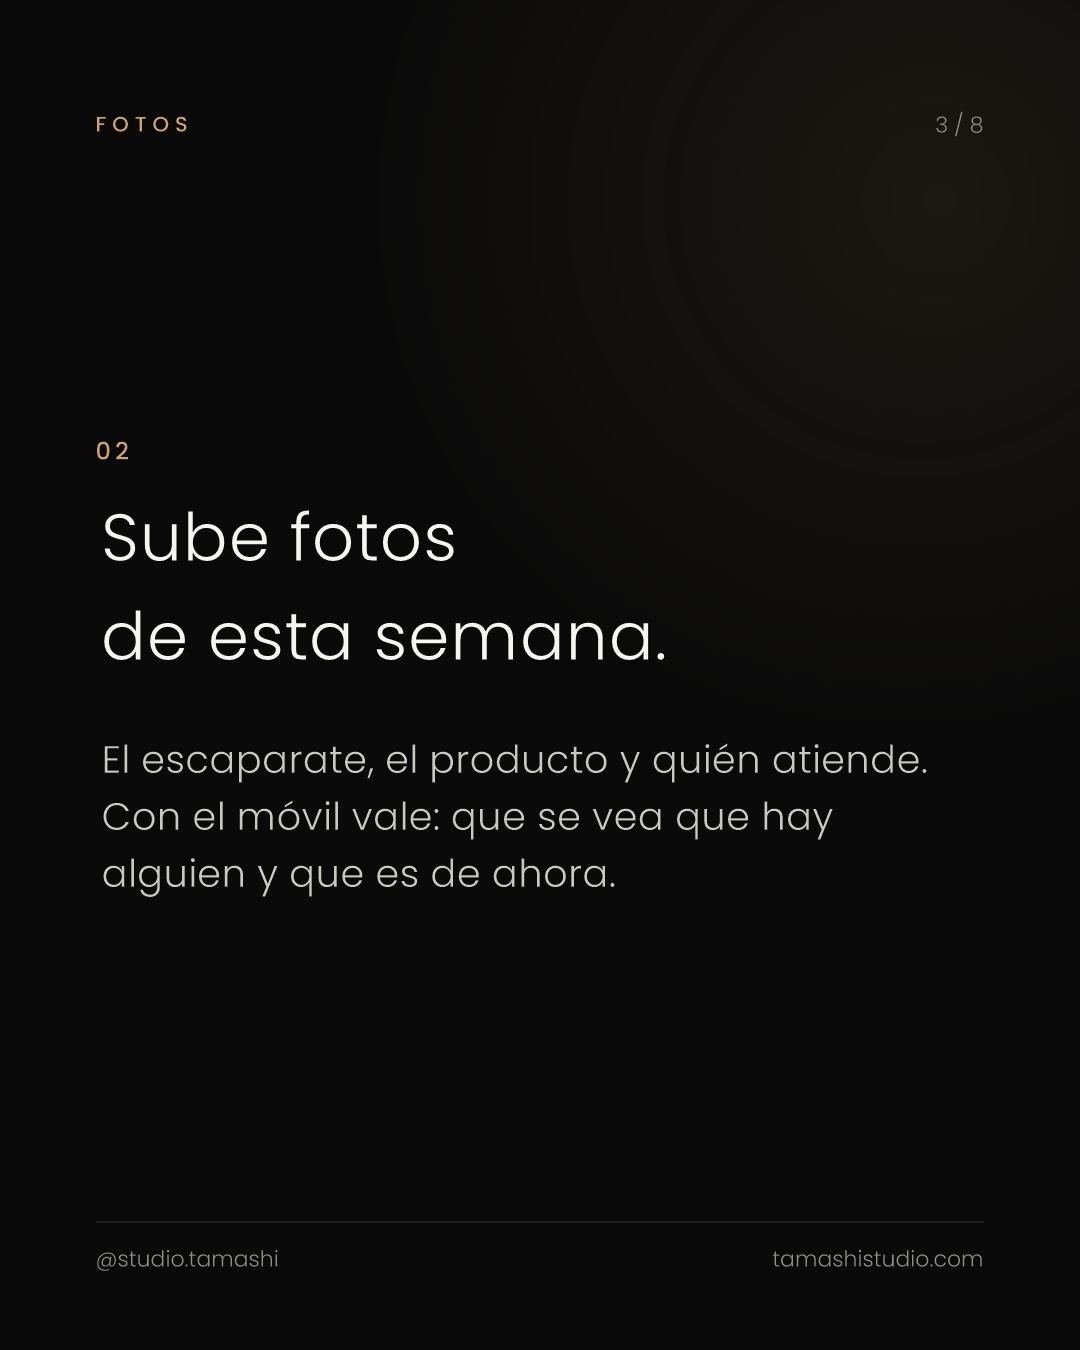 FOTOS
3 / 8
02
Sube fotos
de esta semana.
El escaparate, el producto y quién atiende.
Con el móvil vale: que se vea que hay
alguien y que es de ahora.
@studio.tamashi
tamashistudio.com